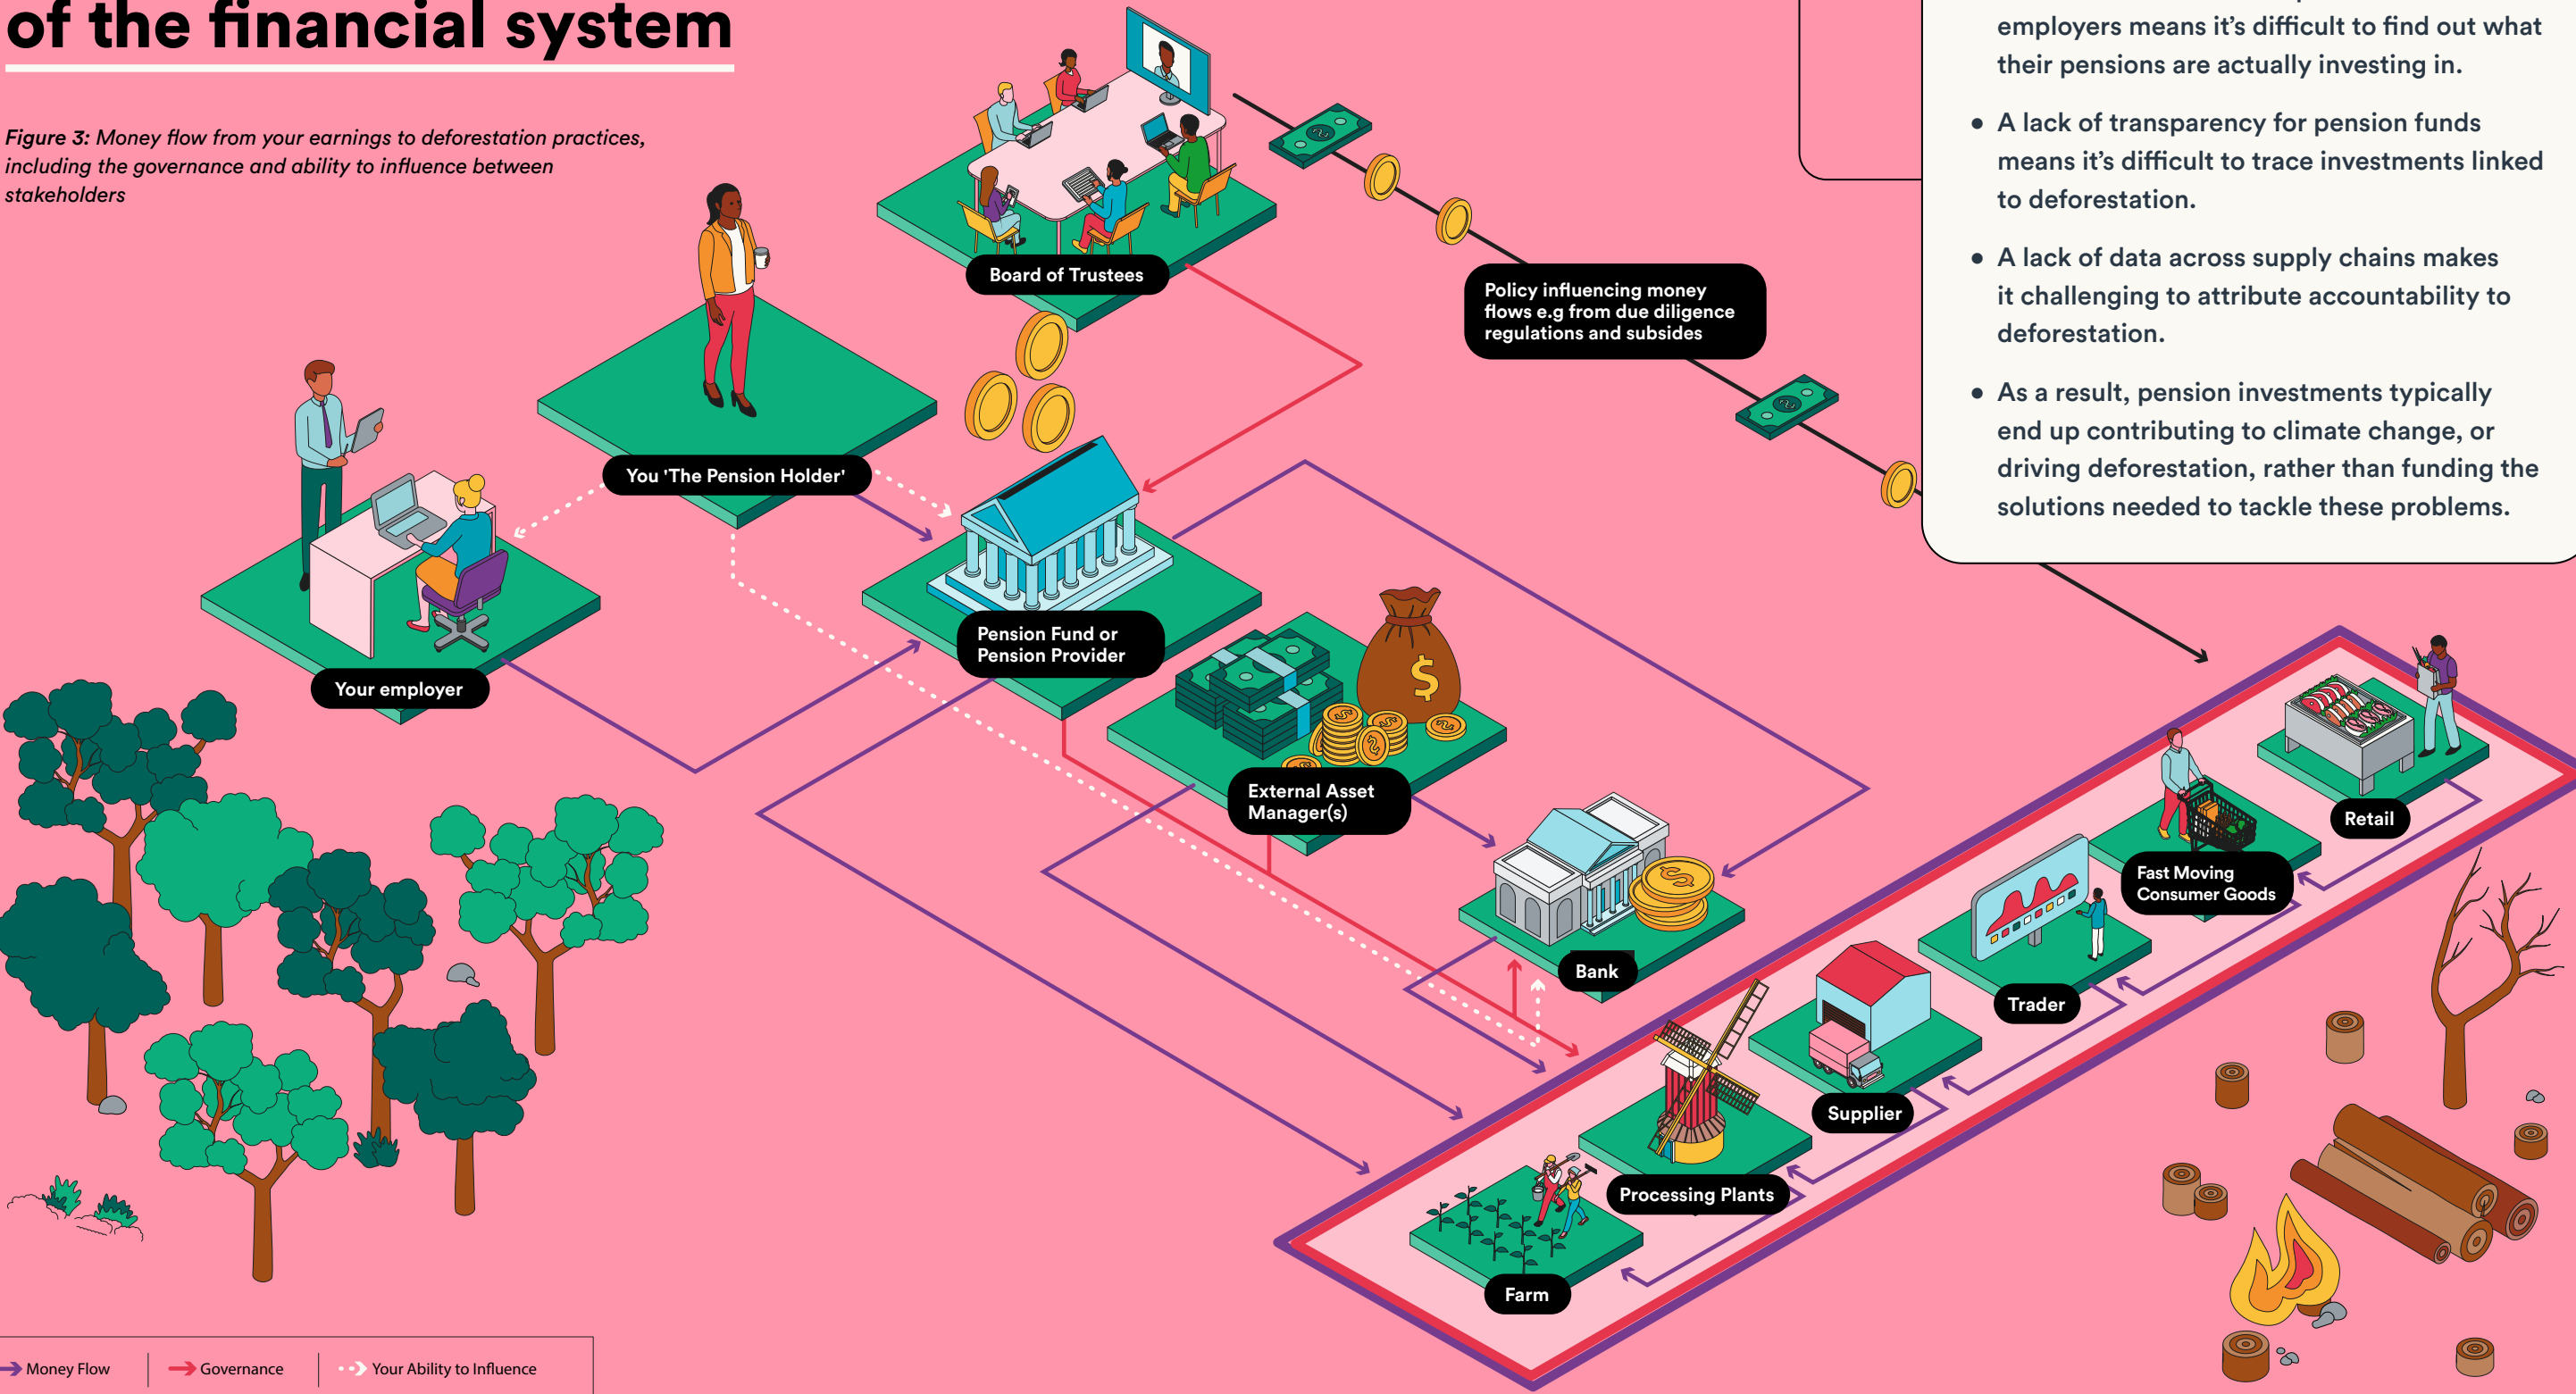 of the financial system
Figure 3: Money flow from your earnings to deforestation practices,
including the governance and ability to influence between
stakeholders
Board of Trustees
Policy influencing money
flows e.g from due diligence
regulations and subsides
employers means it’s difficult to find out what
their pensions are actually investing in.
• A lack of transparency for pension funds
means it’s difficult to trace investments linked
to deforestation.
• A lack of data across supply chains makes
it challenging to attribute accountability to
deforestation.
• As a result, pension investments typically
end up contributing to climate change, or
driving deforestation, rather than funding the
solutions needed to tackle these problems.
You 'The Pension Holder'
Your employer
Pension Fund or
Pension Provider
External Asset
Manager(s)
Bank
Retail
Fast Moving
Consumer Goods
Trader
Supplier
Processing Plants
Farm
Money Flow
Governance
Your Ability to Influence